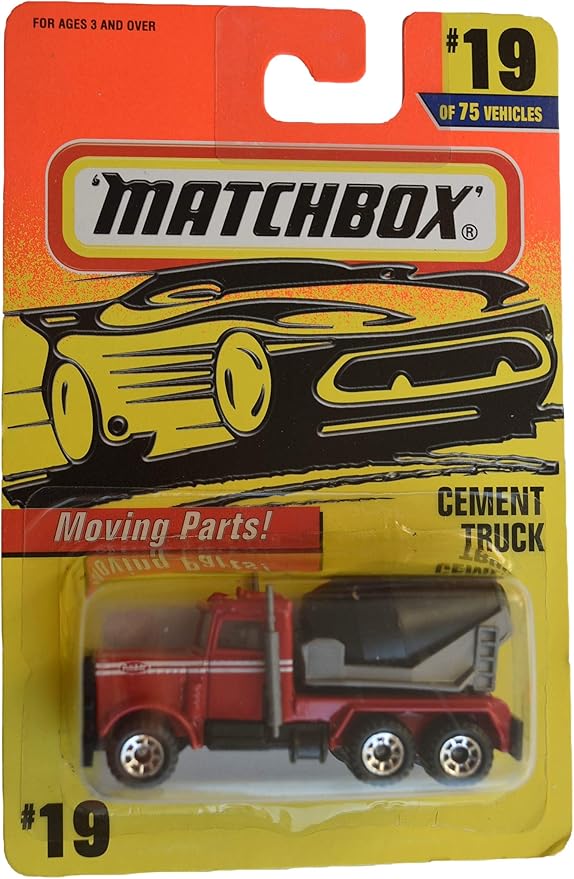 FOR AGES 3 AND OVER
#19
OF 75 VEHICLES
'MATCHBOX'®
CEMENT
TRUCK
Moving Parts!
#19